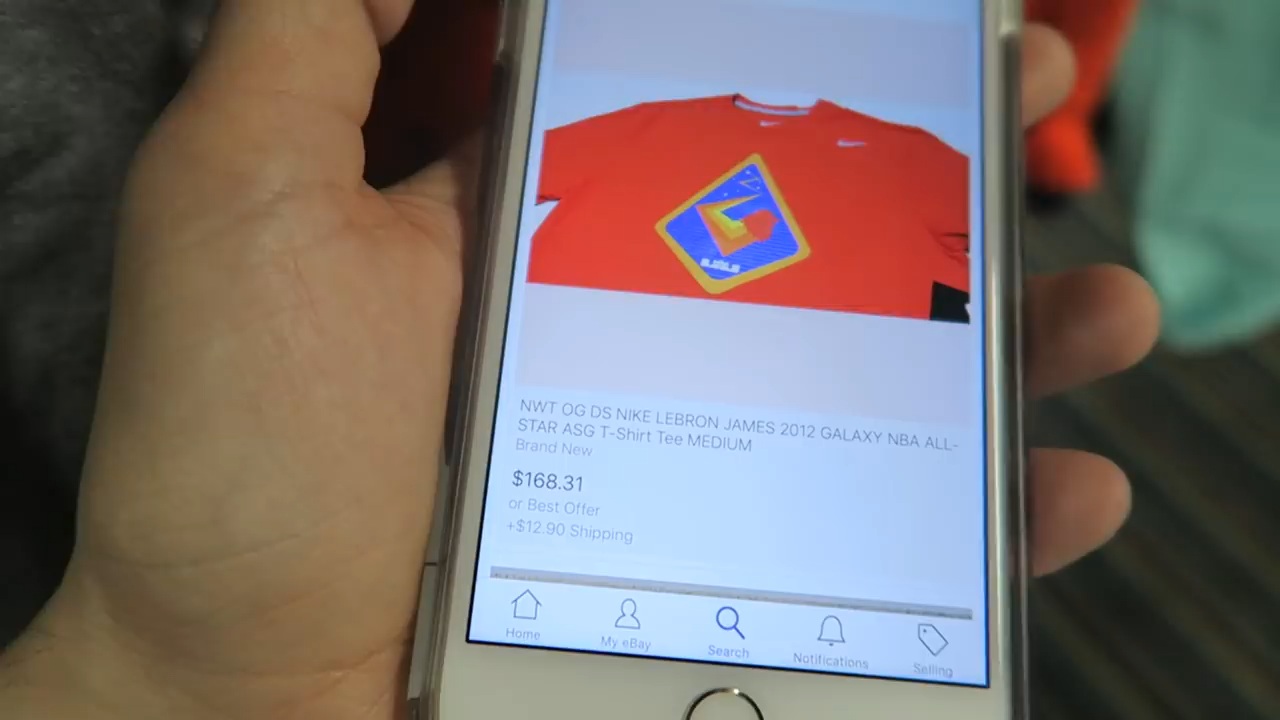 NWT OG DS NIKE LEBRON JAMES 2012 GALAXY NBA ALL-
STAR ASG T-Shirt Tee MEDIUM
Brand New
$168.31
or Best Offer
+$12.90 Shipping
Home
My eBay
Search
Notifications
Selling